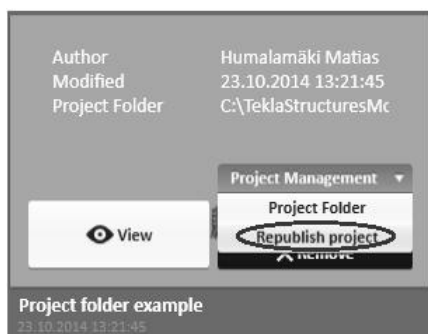 Author Humalamäki Matias
Modified 23.10.2014 13:21:45
Project Folder C:\TeklaStructuresMc
Project Management
Project Folder
View
Republish project
Remove
Project folder example
23.10.2014 13:21:45